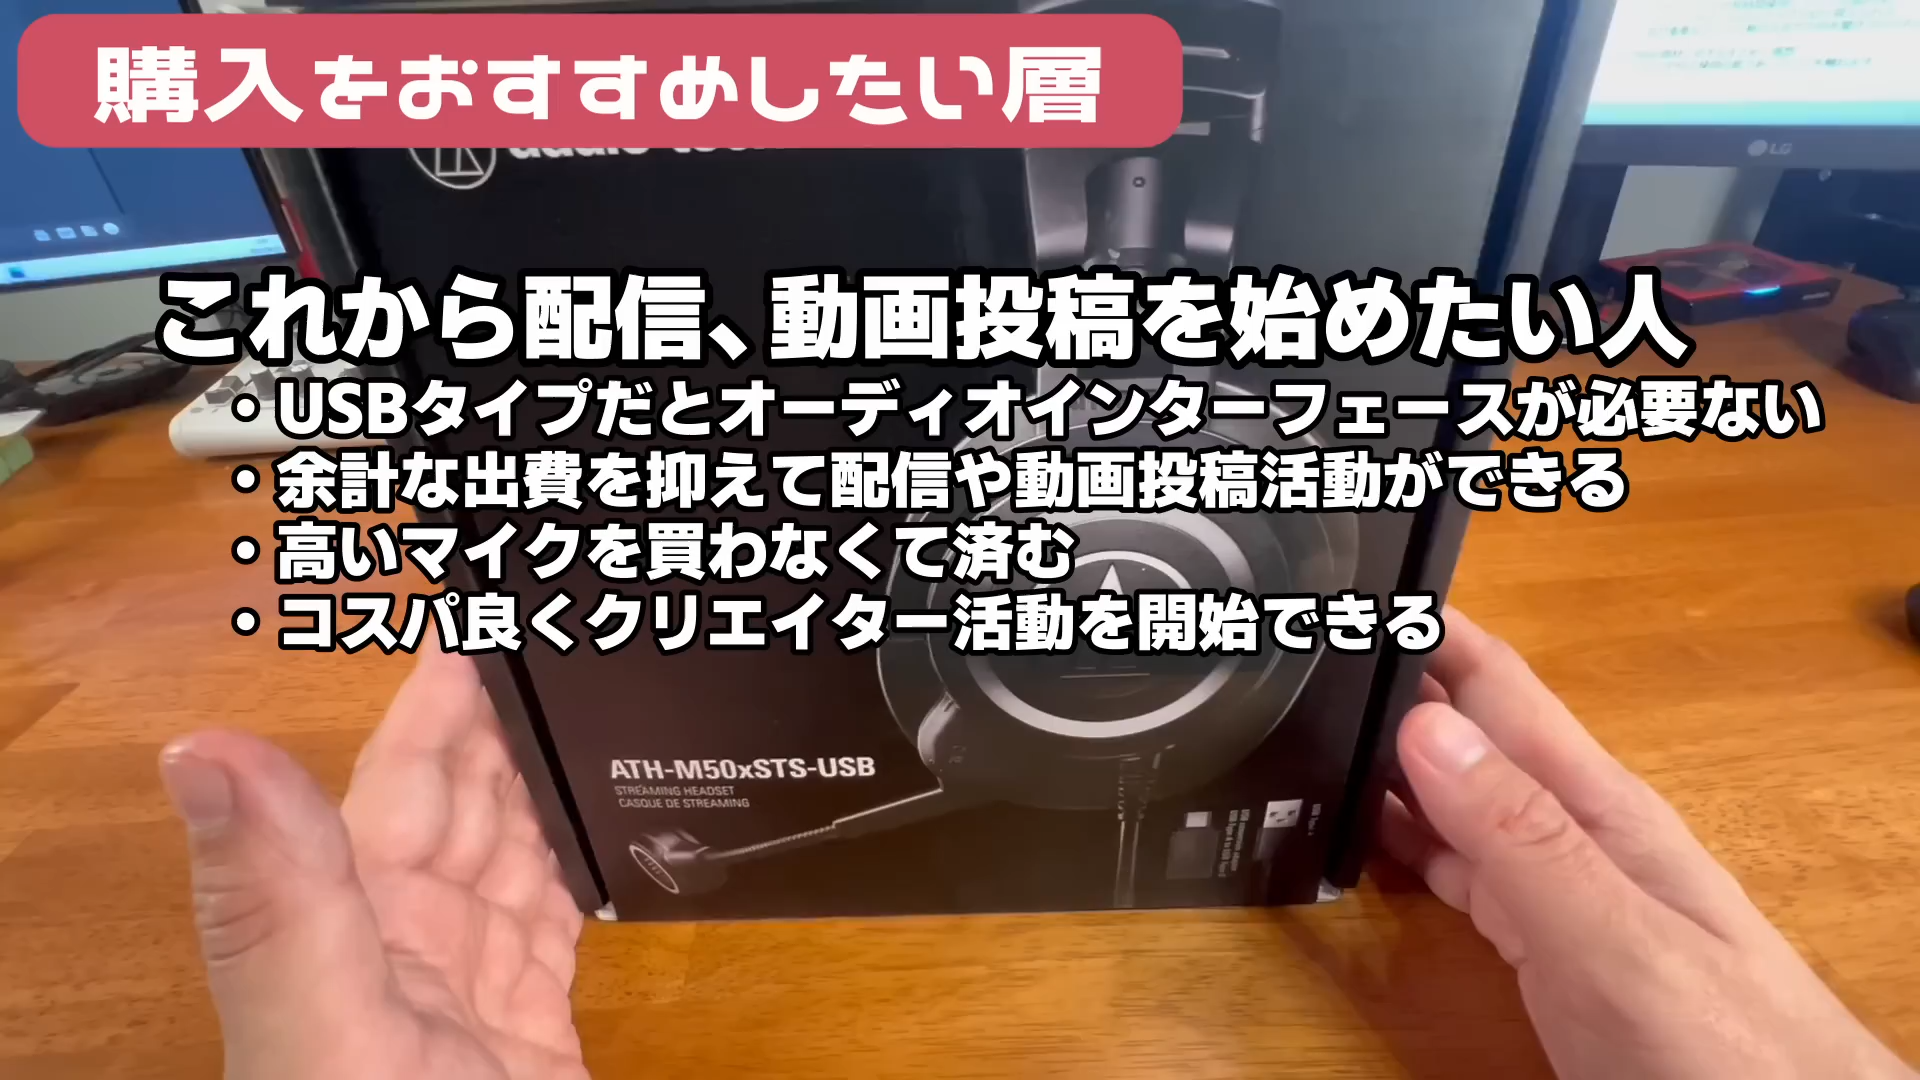 購入をおすすめしたい層
これから配信、動画投稿を始めたい人
・USBタイプだとオーディオインターフェースが必要ない
・余計な出費を抑えて配信や動画投稿活動ができる
・高いマイクを買わなくて済む
・コスパ良くクリエイター活動を開始できる
LG
ATH-M50xSTS-USB
STREAMING HEADSET
CASQUE DE STREAMING